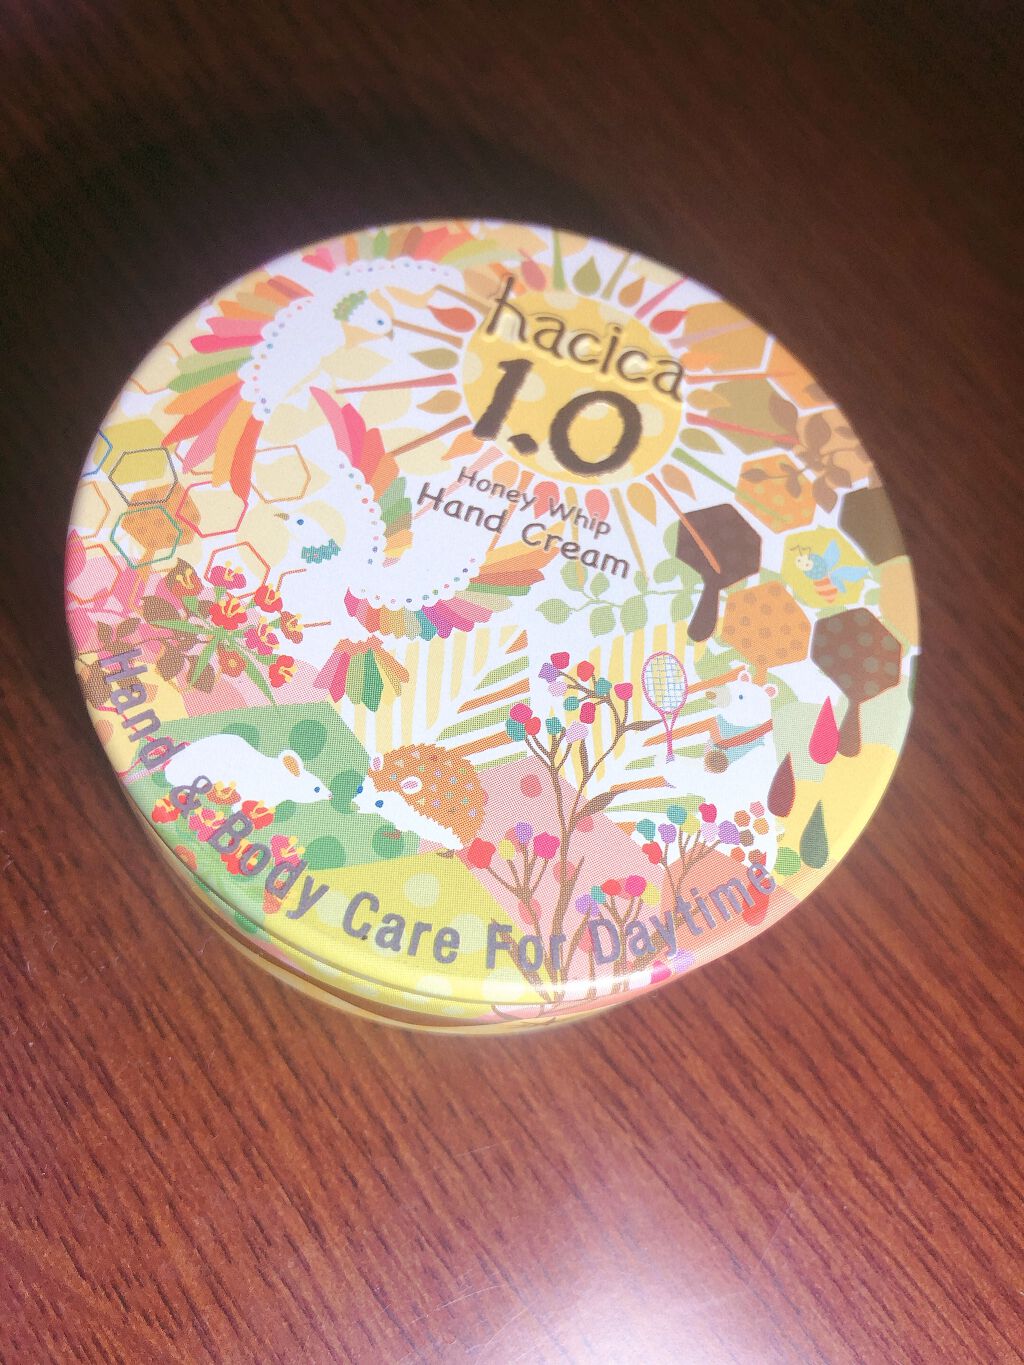 hacica
1.0
Honey Whip
Hand Cream
Hand & Body Care For Daytime